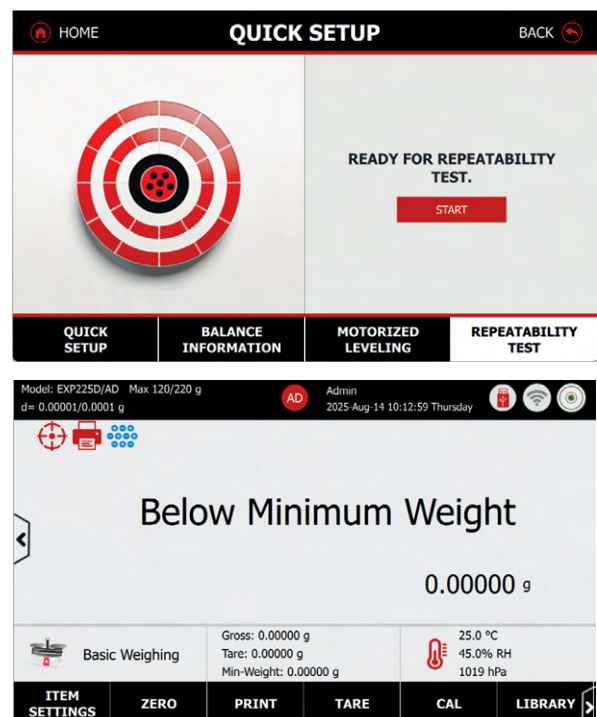 HOME
QUICK SETUP
BACK
READY FOR REPEATABILITY
TEST.
START
QUICK
SETUP
BALANCE
INFORMATION
MOTORIZED
LEVELING
REPEATABILITY
TEST
Model: EXP225D/AD Max 120/220 g
d= 0.00001/0.0001 g
AD
Admin
2025-Aug-14 10:12:59 Thursday
Below Minimum Weight
0.00000 g
Basic Weighing
Gross: 0.00000 g
Tare: 0.00000 g
Min-Weight: 0.00000 g
25.0 °C
45.0% RH
1019 hPa
ITEM
SETTINGS
ZERO
PRINT
TARE
CAL
LIBRARY